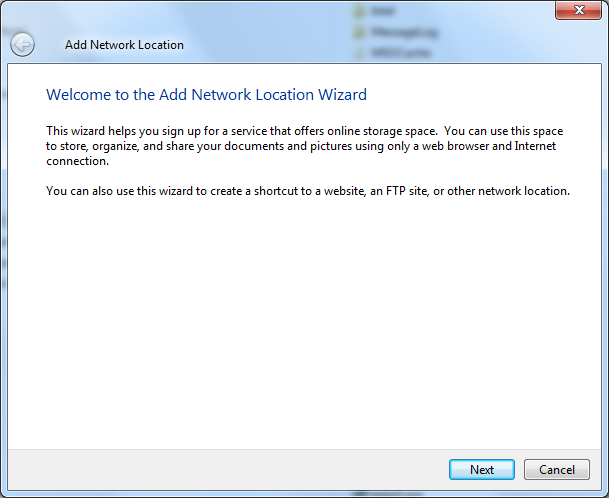 Intel
MessageLog
MSOCache
Add Network Location
Welcome to the Add Network Location Wizard
This wizard helps you sign up for a service that offers online storage space.  You can use this space
to store, organize, and share your documents and pictures using only a web browser and Internet
connection.
You can also use this wizard to create a shortcut to a website, an FTP site, or other network location.
Next
Cancel